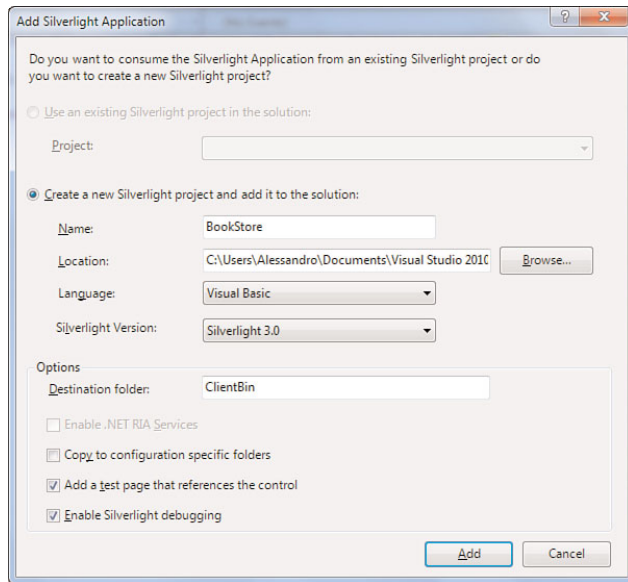 Add Silverlight Application
Do you want to consume the Silverlight Application from an existing Silverlight project or do
you want to create a new Silverlight project?
Use an existing Silverlight project in the solution:
Project:
Create a new Silverlight project and add it to the solution:
Name: BookStore
Location: C:\Users\Alessandro\Documents\Visual Studio 2010 Browse...
Language: Visual Basic
Silverlight Version: Silverlight 3.0
Options
Destination folder: ClientBin
Enable .NET RIA Services
Copy to configuration specific folders
Add a test page that references the control
Enable Silverlight debugging
Add Cancel